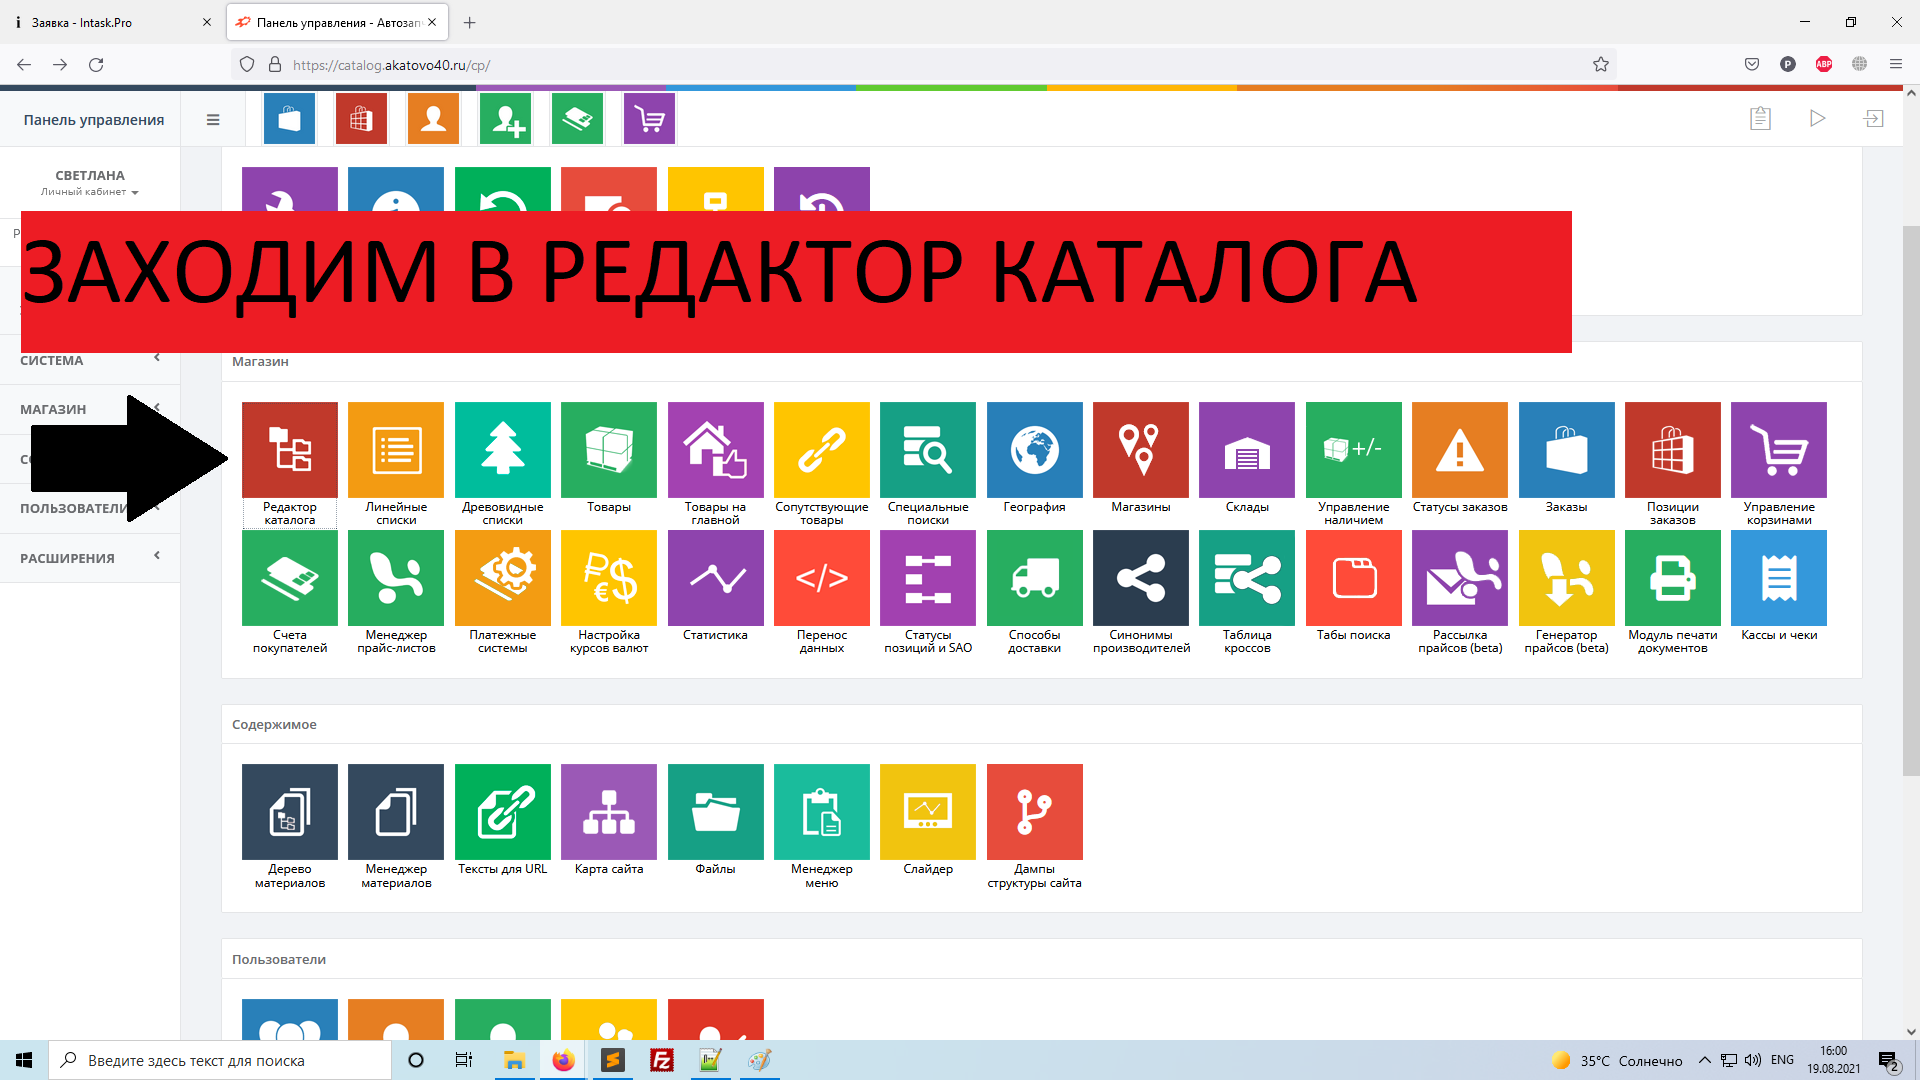 Заявка - Intask.Pro
Панель управления - Автозап
https://catalog.akatovo40.ru/cp/
ABP
Панель управления
СВЕТЛАНА
Личный кабинет
ЗАХОДИМ В РЕДАКТОР КАТАЛОГА
СИСТЕМА
МАГАЗИН
ПОЛЬЗОВАТЕЛИ
РАСШИРЕНИЯ
Магазин
Редактор каталога
Линейные списки
Древовидные списки
Товары
Товары на главной
Сопутствующие товары
Специальные поиски
География
Магазины
Склады
+/-
Управление наличием
Статусы заказов
Заказы
Позиции заказов
Управление корзинами
Счета покупателей
Менеджер прайс-листов
Платежные системы
Настройка курсов валют
Статистика
</>
Перенос данных
Статусы позиций и SAO
Способы доставки
Синонимы производителей
Таблица кроссов
Табы поиска
Рассылка прайсов (beta)
Генератор прайсов (beta)
Модуль печати документов
Кассы и чеки
Содержимое
Дерево материалов
Менеджер материалов
Тексты для URL
Карта сайта
Файлы
Менеджер меню
Слайдер
Дампы структуры сайта
Пользователи
Введите здесь текст для поиска
35°C Солнечно
ENG
16:00
19.08.2021
2